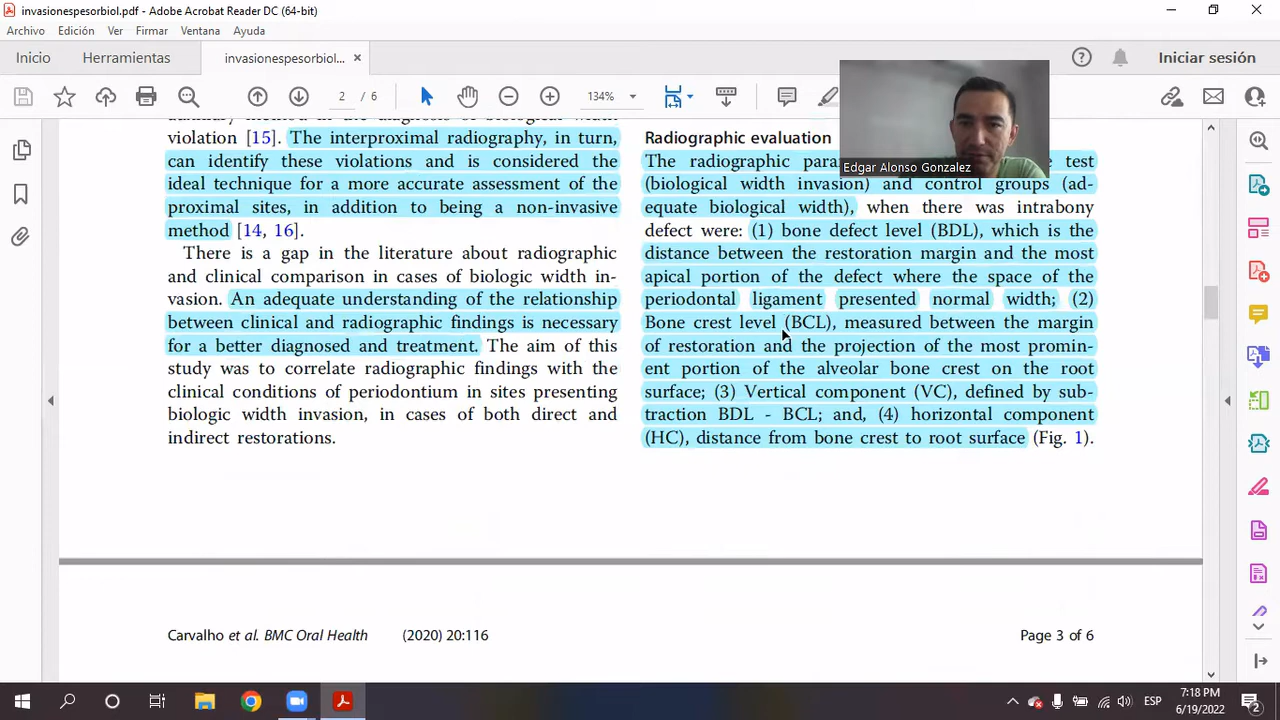 invasionespesorbiol.pdf - Adobe Acrobat Reader DC (64-bit)
Archivo Edición Ver Firmar Ventana Ayuda
Inicio Herramientas invasionespesorbiol... Iniciar sesión
2 / 6 134%
auxiliary method in the diagnosis of biological width
violation [15]. The interproximal radiography, in turn,
can identify these violations and is considered the
ideal technique for a more accurate assessment of the
proximal sites, in addition to being a non-invasive
method [14, 16].
There is a gap in the literature about radiographic
and clinical comparison in cases of biologic width in-
vasion. An adequate understanding of the relationship
between clinical and radiographic findings is necessary
for a better diagnosed and treatment. The aim of this
study was to correlate radiographic findings with the
clinical conditions of periodontium in sites presenting
biologic width invasion, in cases of both direct and
indirect restorations.
Radiographic evaluation
The radiographic para test
(biological width invasion) and control groups (ad-
equate biological width), when there was intrabony
defect were: (1) bone defect level (BDL), which is the
distance between the restoration margin and the most
apical portion of the defect where the space of the
periodontal ligament presented normal width; (2)
Bone crest level (BCL), measured between the margin
of restoration and the projection of the most promin-
ent portion of the alveolar bone crest on the root
surface; (3) Vertical component (VC), defined by sub-
traction BDL - BCL; and, (4) horizontal component
(HC), distance from bone crest to root surface (Fig. 1).
Edgar Alonso Gonzalez
Carvalho et al. BMC Oral Health (2020) 20:116 Page 3 of 6
ESP
7:18 PM
6/19/2022
2